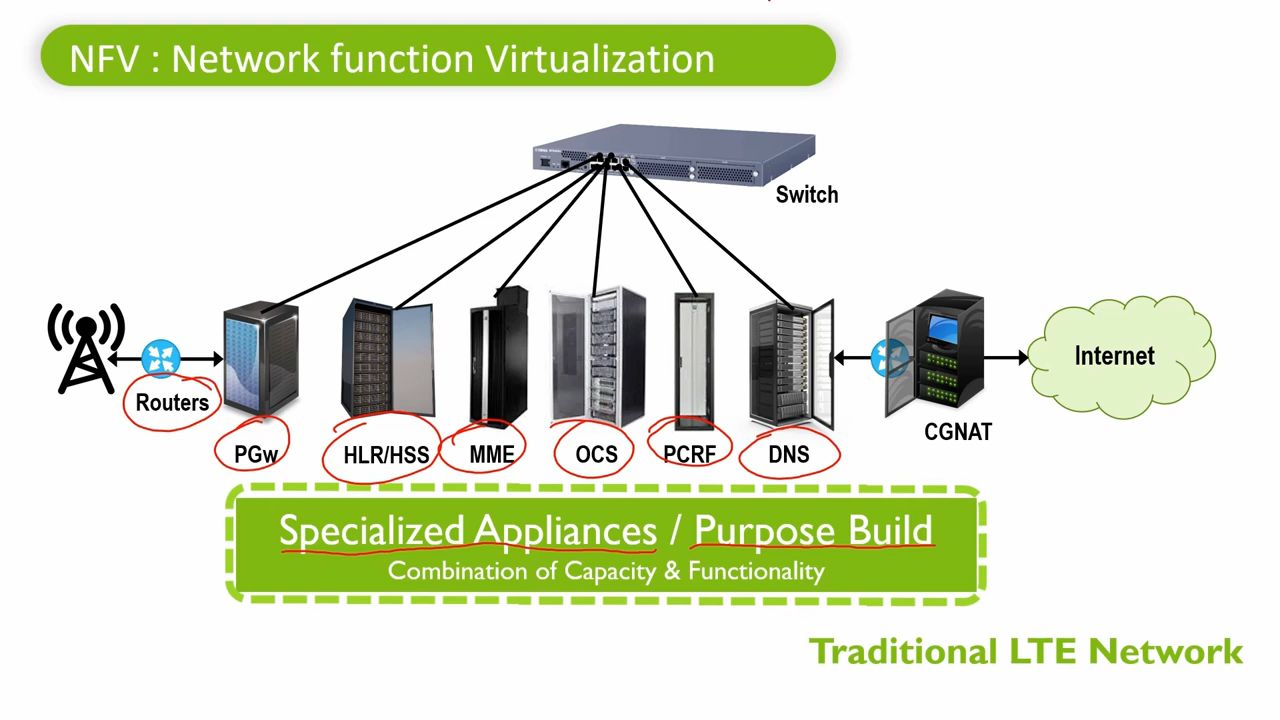 NFV : Network function Virtualization
Switch
Internet
Routers
CGNAT
PGw
HLR/HSS
MME
OCS
PCRF
DNS
Specialized Appliances / Purpose Build
Combination of Capacity & Functionality
Traditional LTE Network